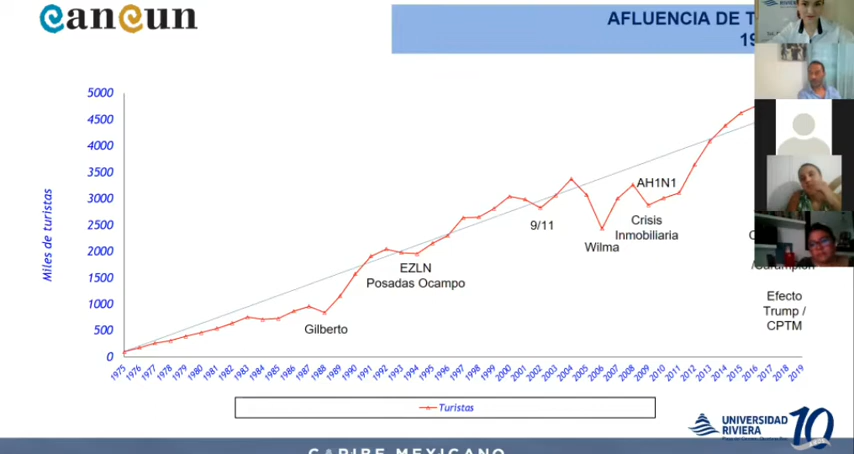 cancun
AFLUENCIA DE T
19
5000
4500
4000
3500
3000
2500
2000
1500
1000
500
0
Miles de turistas
AH1N1
9/11
Crisis
Inmobiliaria
Wilma
EZLN
Posadas Ocampo
Gilberto
Efecto
Trump /
CPTM
1975 1976 1977 1978 1979 1980 1981 1982 1983 1984 1985 1986 1987 1988 1989 1990 1991 1992 1993 1994 1995 1996 1997 1998 1999 2000 2001 2002 2003 2004 2005 2006 2007 2008 2009 2010 2011 2012 2013 2014 2015 2016 2017 2018 2019
Turistas
UNIVERSIDAD
RIVIERA
10
CARIBE MEXICANO